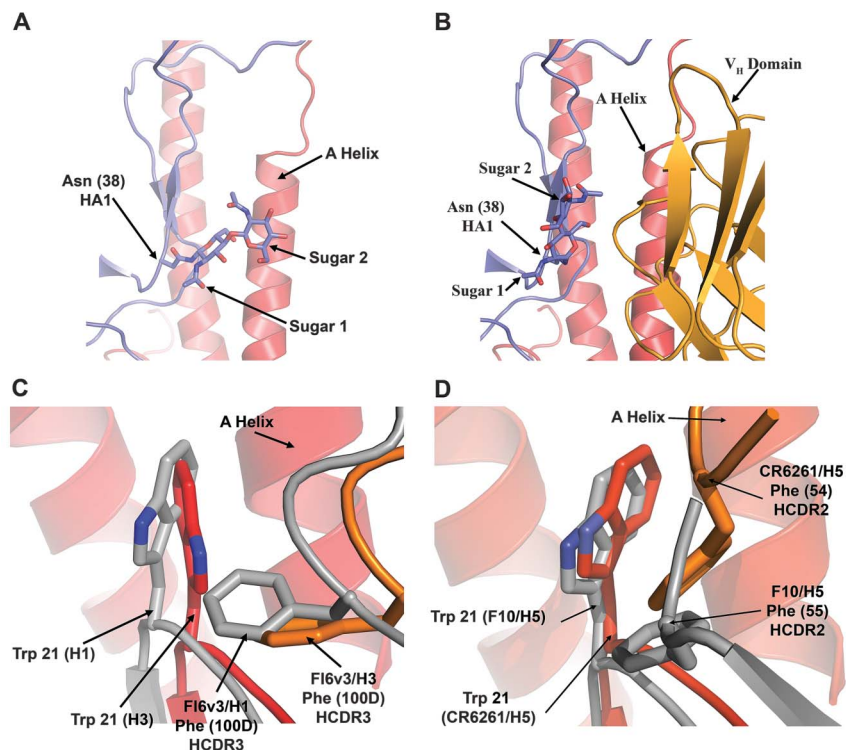 A
A Helix
Asn (38)
HA1
Sugar 2
Sugar 1
B
V_H Domain
A Helix
Sugar 2
Asn (38)
HA1
Sugar 1
C
A Helix
Trp 21 (H1)
Trp 21 (H3)
FI6v3/H1
Phe (100D)
HCDR3
FI6v3/H3
Phe (100D)
HCDR3
D
A Helix
CR6261/H5
Phe (54)
HCDR2
F10/H5
Phe (55)
HCDR2
Trp 21 (F10/H5)
Trp 21
(CR6261/H5)